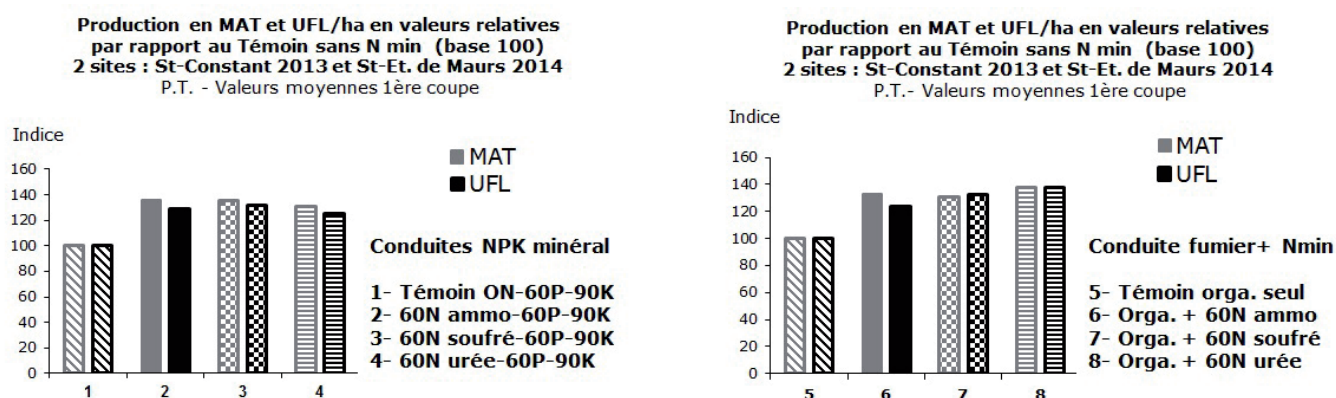 Production en MAT et UFL/ha en valeurs relatives
par rapport au Témoin sans N min (base 100)
2 sites : St-Constant 2013 et St-Et. de Maurs 2014
P.T. - Valeurs moyennes 1ère coupe
Indice
MAT
UFL
160
140
120
100
80
60
40
20
0
1
2
3
4
Conduites NPK minéral
1- Témoin ON-60P-90K
2- 60N ammo-60P-90K
3- 60N soufré-60P-90K
4- 60N urée-60P-90K
Production en MAT et UFL/ha en valeurs relatives
par rapport au Témoin sans N min (base 100)
2 sites : St-Constant 2013 et St-Et. de Maurs 2014
P.T.- Valeurs moyennes 1ère coupe
Indice
MAT
UFL
160
140
120
100
80
60
40
20
0
5
6
7
8
Conduite fumier+ Nmin
5- Témoin orga. seul
6- Orga. + 60N ammo
7- Orga. + 60N soufré
8- Orga. + 60N urée